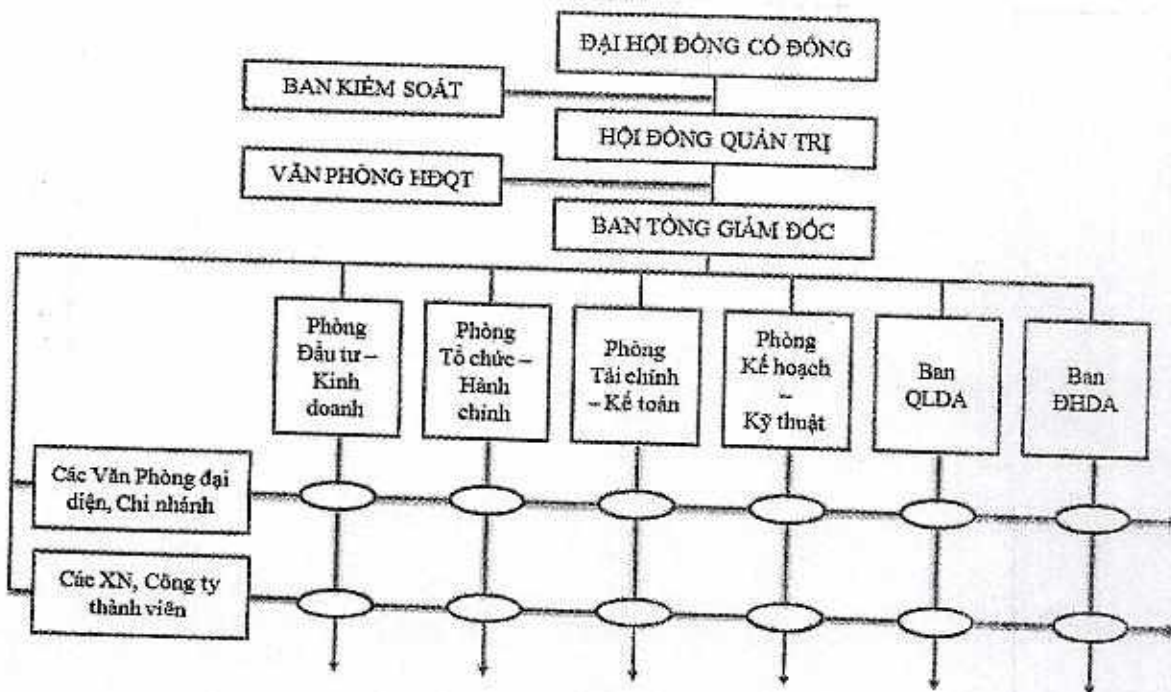 ĐẠI HỘI ĐỒNG CỔ ĐÔNG
BAN KIỂM SOÁT
HỘI ĐỒNG QUẢN TRỊ
VĂN PHÒNG HĐQT
BAN TỔNG GIÁM ĐỐC
Phòng
Đầu tư –
Kinh
doanh
Phòng
Tổ chức –
Hành
chính
Phòng
Tài chính
– Kế toán
Phòng
Kế hoạch
–
Kỹ thuật
Ban
QLDA
Ban
ĐHDA
Các Văn Phòng đại
diện, Chi nhánh
Các XN, Công ty
thành viên